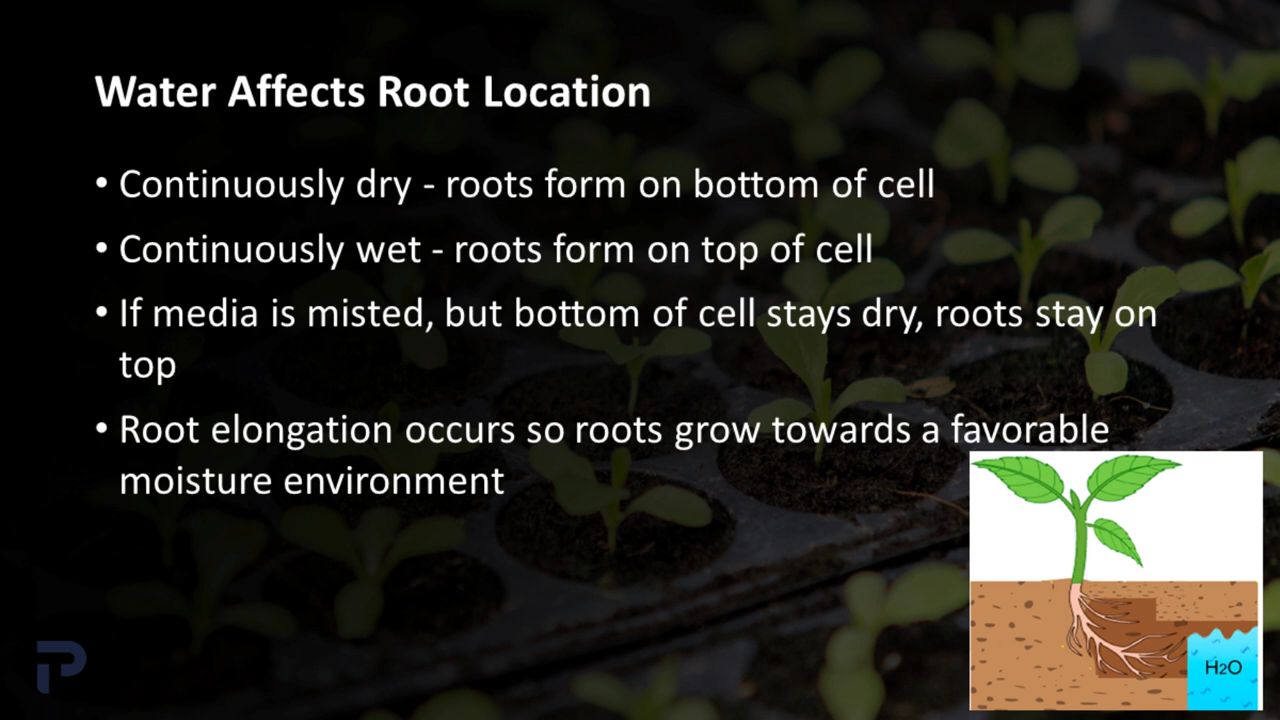 Water Affects Root Location
• Continuously dry - roots form on bottom of cell
• Continuously wet - roots form on top of cell
• If media is misted, but bottom of cell stays dry, roots stay on
top
• Root elongation occurs so roots grow towards a favorable
moisture environment
H2O